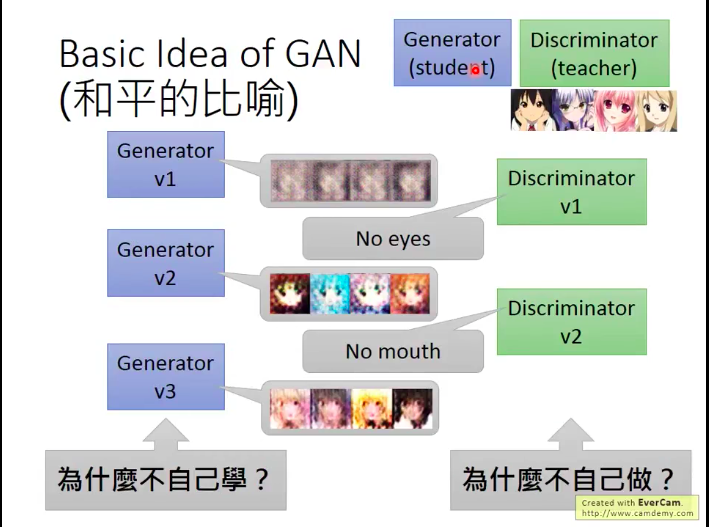 Basic Idea of GAN
(和平的比喻)
Generator
(student)
Discriminator
(teacher)
Generator
v1
Discriminator
v1
No eyes
Generator
v2
Discriminator
v2
No mouth
Generator
v3
為什麼不自己學？
為什麼不自己做？
Created with EverCam.
http://www.camdemy.com